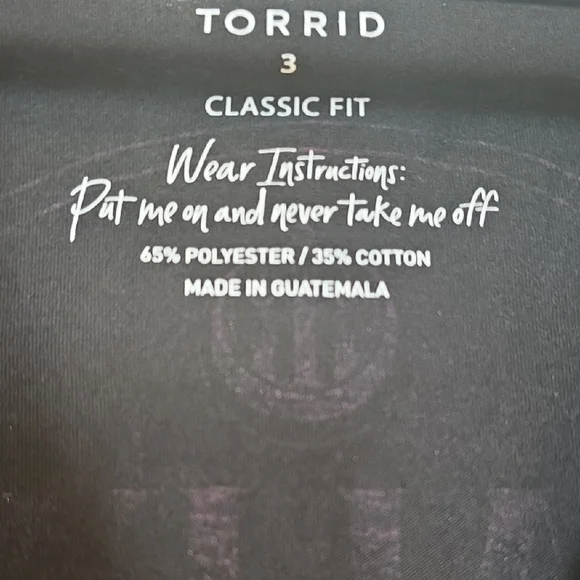 TORRID
3
CLASSIC FIT
Wear Instructions:
Put me on and never take me off
65% POLYESTER / 35% COTTON
MADE IN GUATEMALA